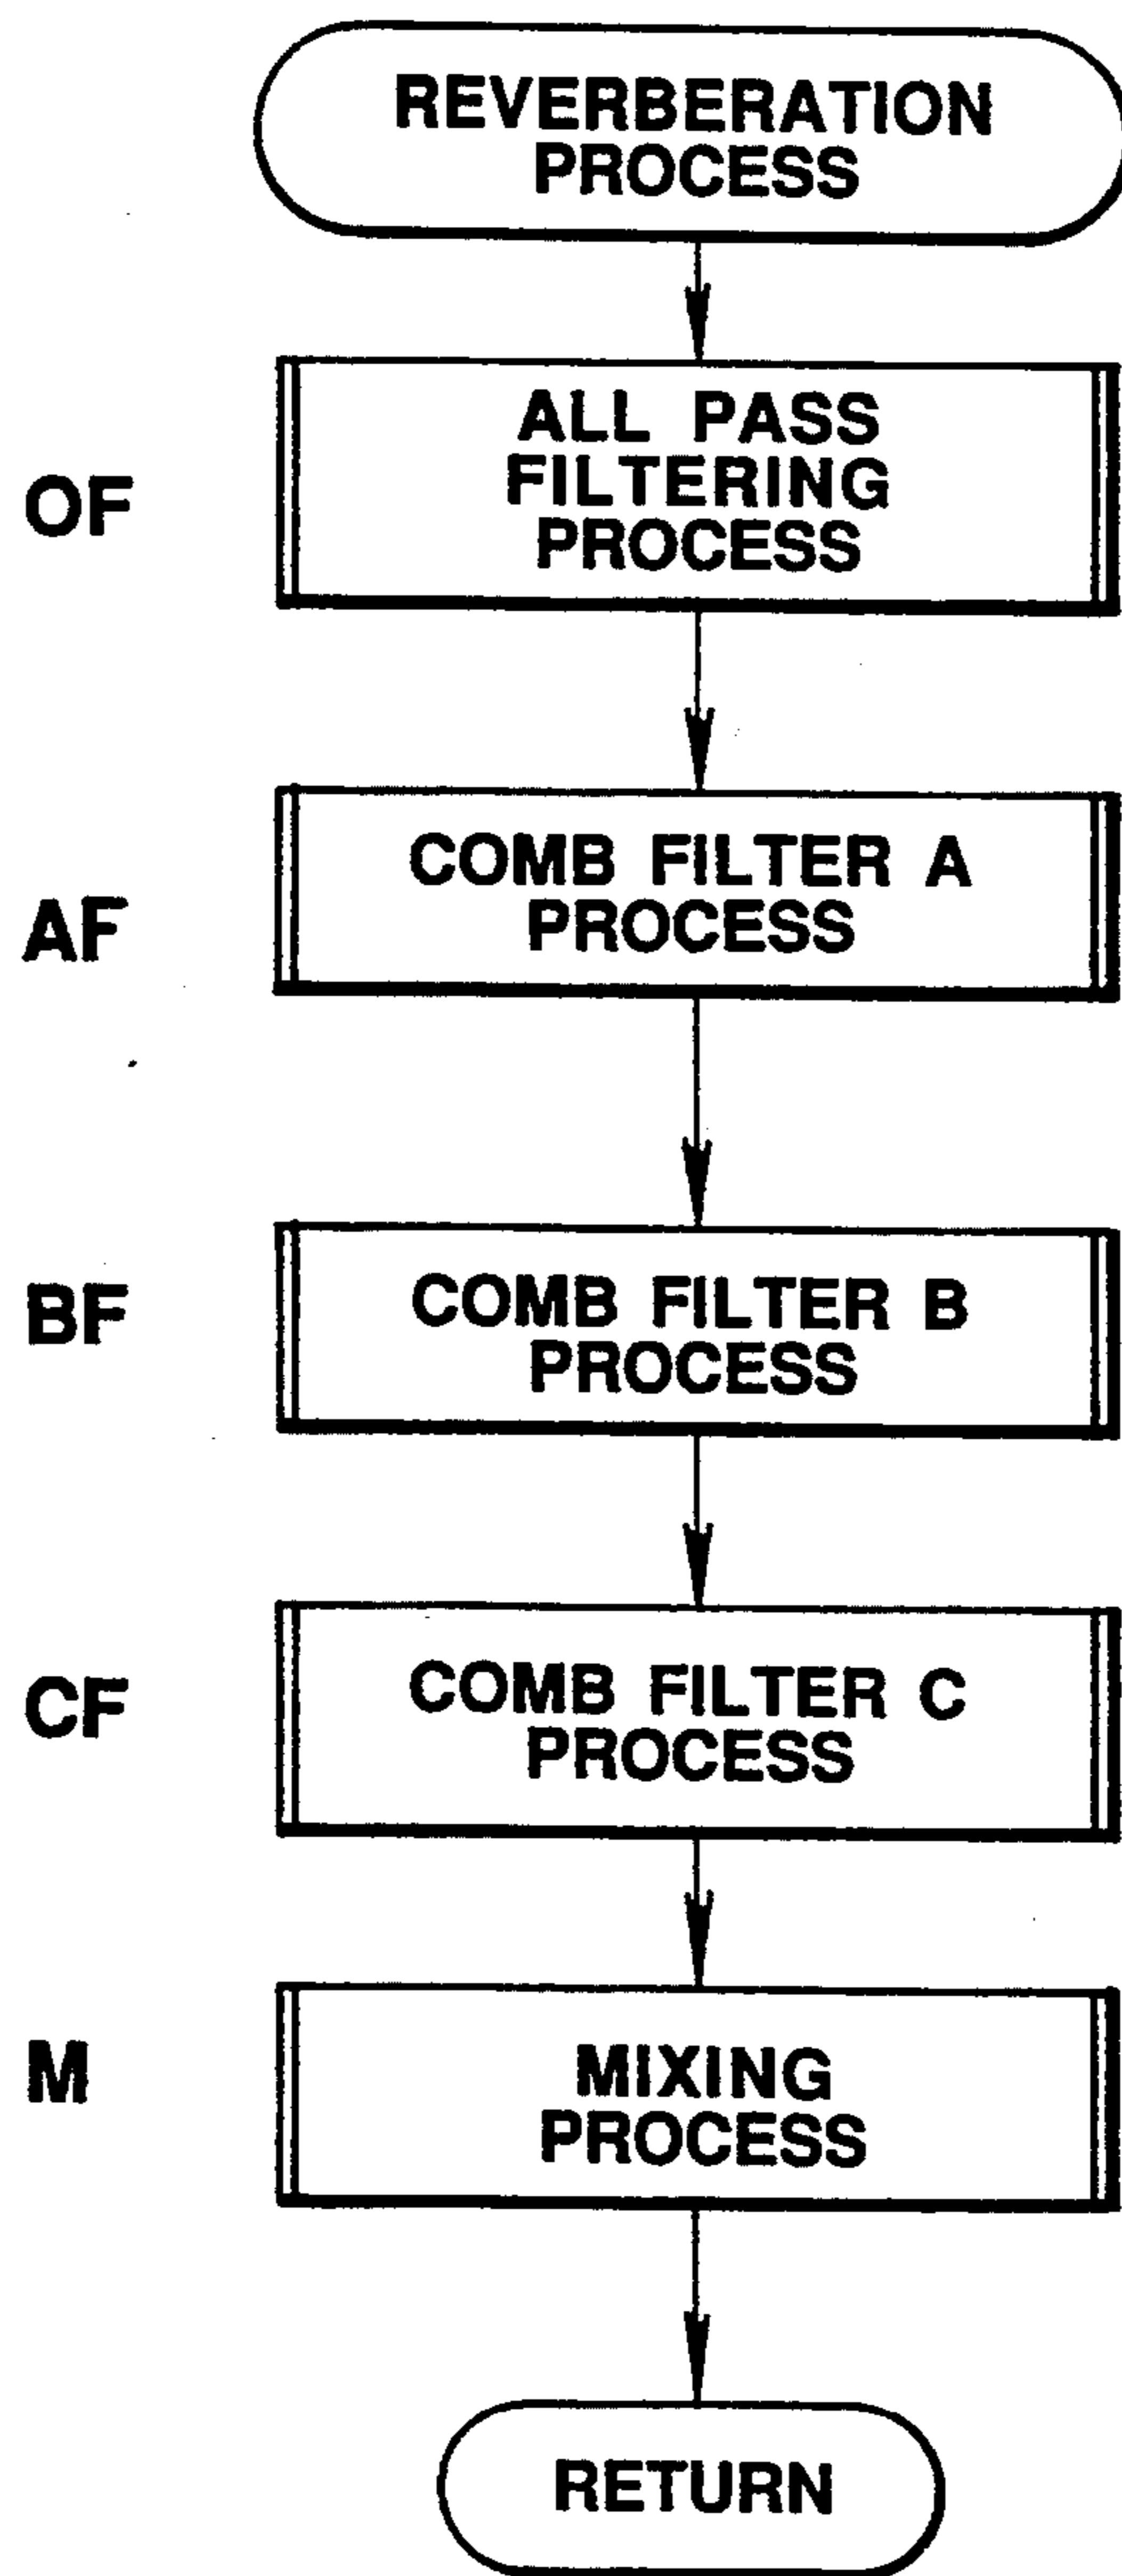 REVERBERATION
PROCESS
OF
ALL PASS
FILTERING
PROCESS
AF
COMB FILTER A
PROCESS
BF
COMB FILTER B
PROCESS
CF
COMB FILTER C
PROCESS
M
MIXING
PROCESS
RETURN